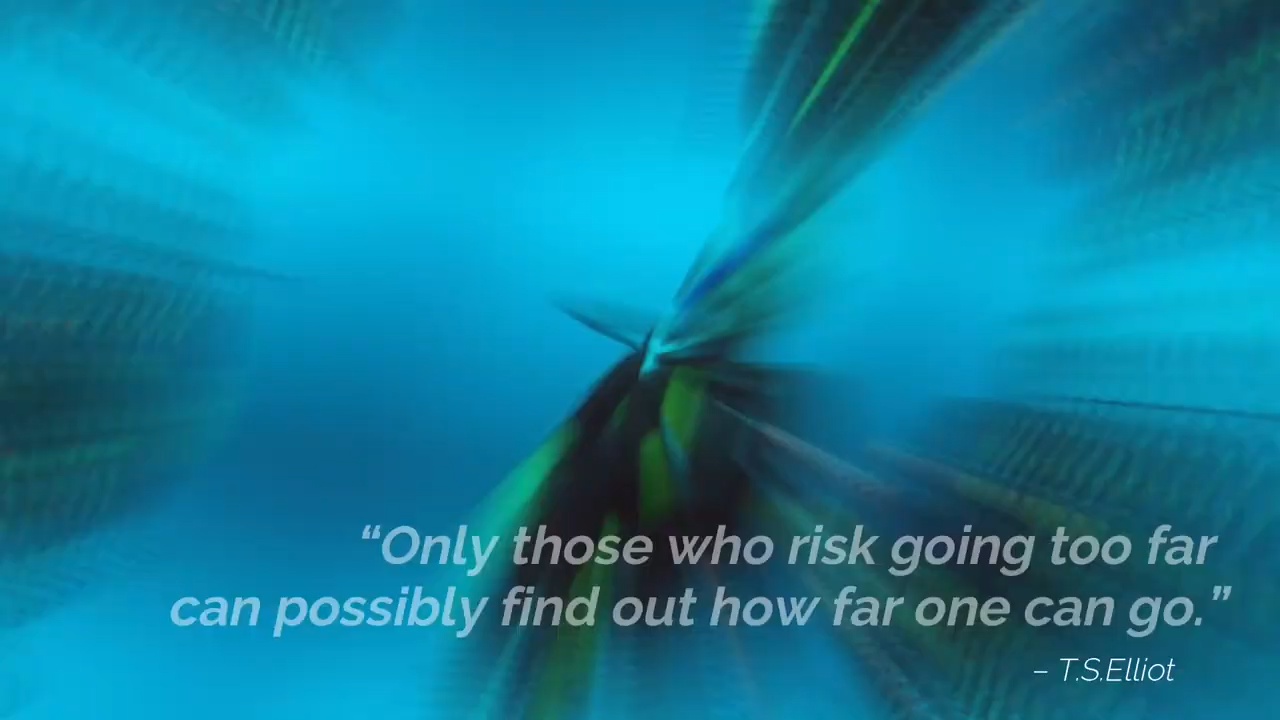 “Only those who risk going too far
can possibly find out how far one can go.”
– T.S.Elliot